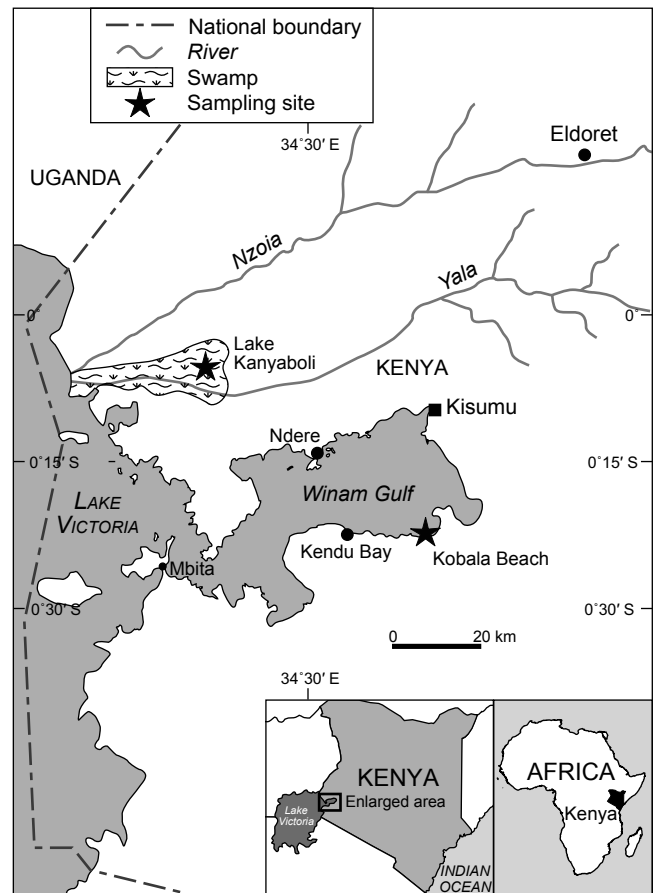 National boundary
River
Swamp
Sampling site
34˚30′ E
Eldoret
UGANDA
Nzoia
Yala
0˚
0˚
Lake
Kanyaboli
KENYA
Kisumu
Ndere
0˚15′ S
0˚15′ S
Winam Gulf
LAKE
VICTORIA
Kendu Bay
Kobala Beach
Mbita
0˚30′ S
0˚30′ S
0
20 km
34˚30′ E
KENYA
Enlarged area
Lake
Victoria
INDIAN
OCEAN
AFRICA
Kenya